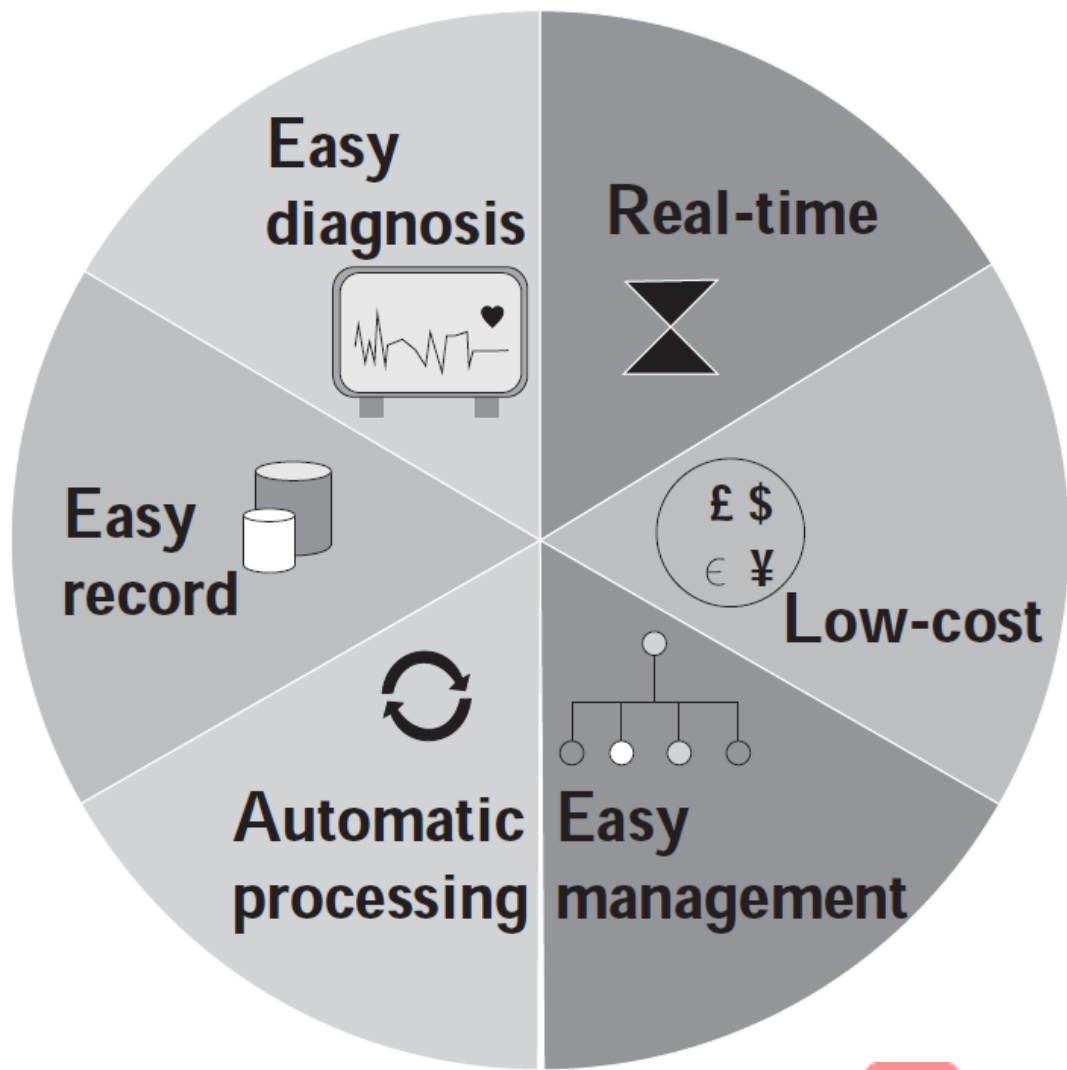 Easy
diagnosis
Real-time
£ $
€ ¥
Low-cost
Easy
record
Automatic
processing
Easy
management